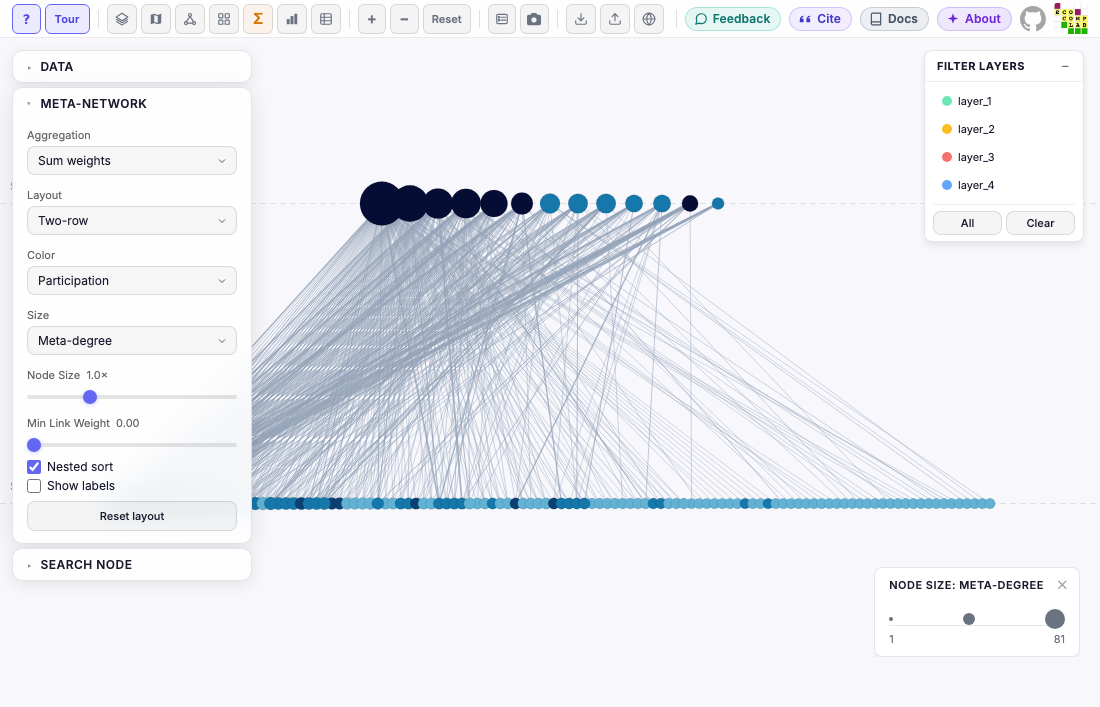 ? Tour Σ + − Reset Feedback Cite Docs About
DATA
META-NETWORK
Aggregation
Sum weights
Layout
Two-row
Color
Participation
Size
Meta-degree
Node Size 1.0×
Min Link Weight 0.00
Nested sort
Show labels
Reset layout
SEARCH NODE
FILTER LAYERS −
layer_1
layer_2
layer_3
layer_4
All Clear
NODE SIZE: META-DEGREE
1 81